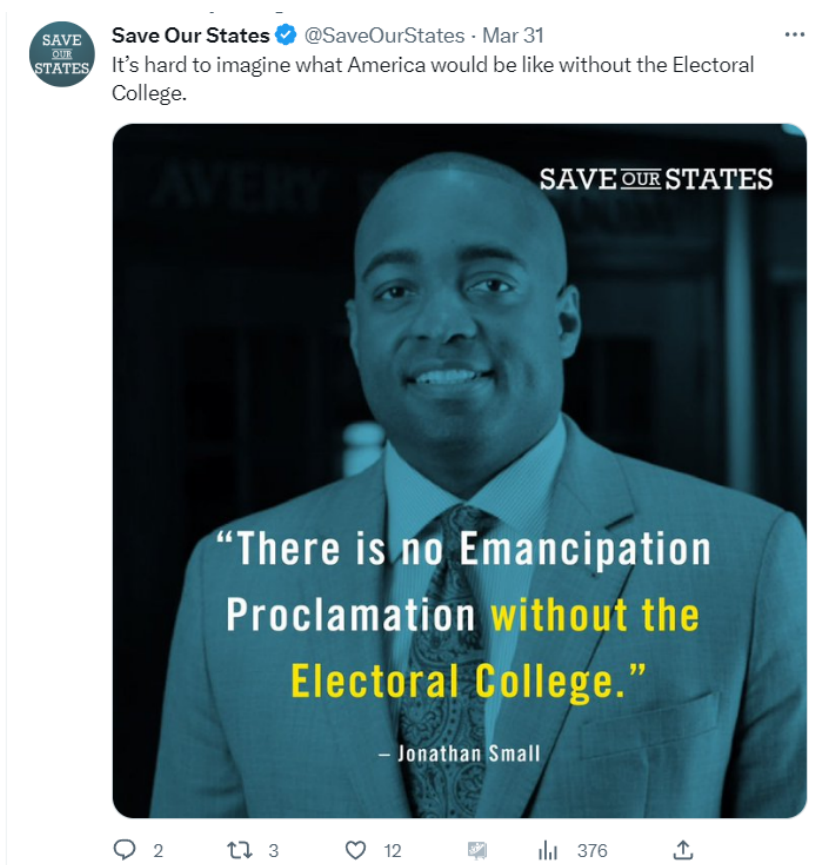 SAVE
OUR
STATES
Save Our States @SaveOurStates · Mar 31
It’s hard to imagine what America would be like without the Electoral
College.
AVERY
SAVE OUR STATES
“There is no Emancipation
Proclamation without the
Electoral College.”
– Jonathan Small
2 3 12 376